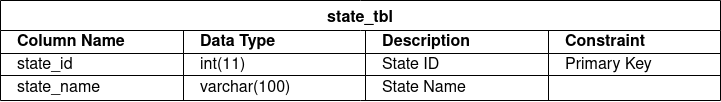 state_tbl
Column Name Data Type Description Constraint
state_id int(11) State ID Primary Key
state_name varchar(100) State Name